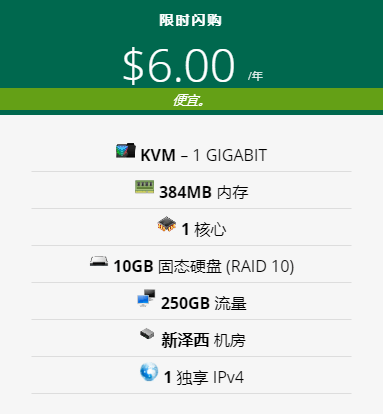 限时闪购
$6.00 /年
便宜。
KVM – 1 GIGABIT
384MB 内存
1 核心
10GB 固态硬盘 (RAID 10)
250GB 流量
新泽西 机房
1 独享 IPv4